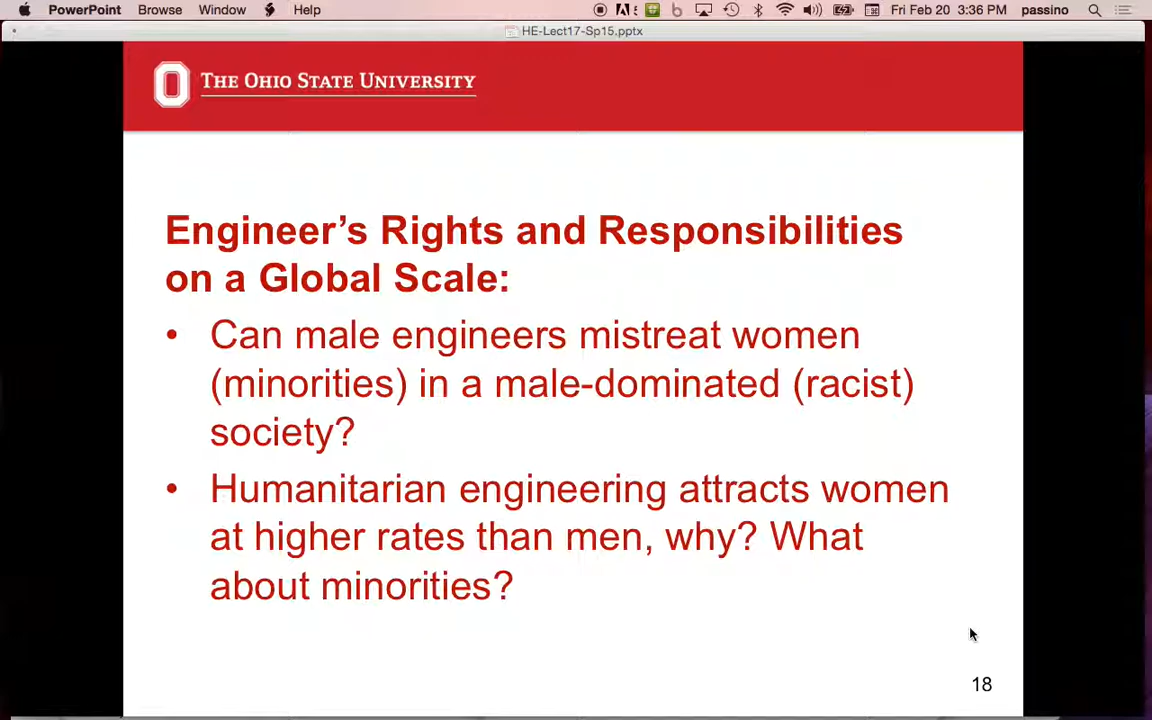 PowerPoint Browse Window Help Fri Feb 20 3:36 PM passino
HE-Lect17-Sp15.pptx
THE OHIO STATE UNIVERSITY
Engineer’s Rights and Responsibilities
on a Global Scale:
• Can male engineers mistreat women
(minorities) in a male-dominated (racist)
society?
• Humanitarian engineering attracts women
at higher rates than men, why? What
about minorities?
18